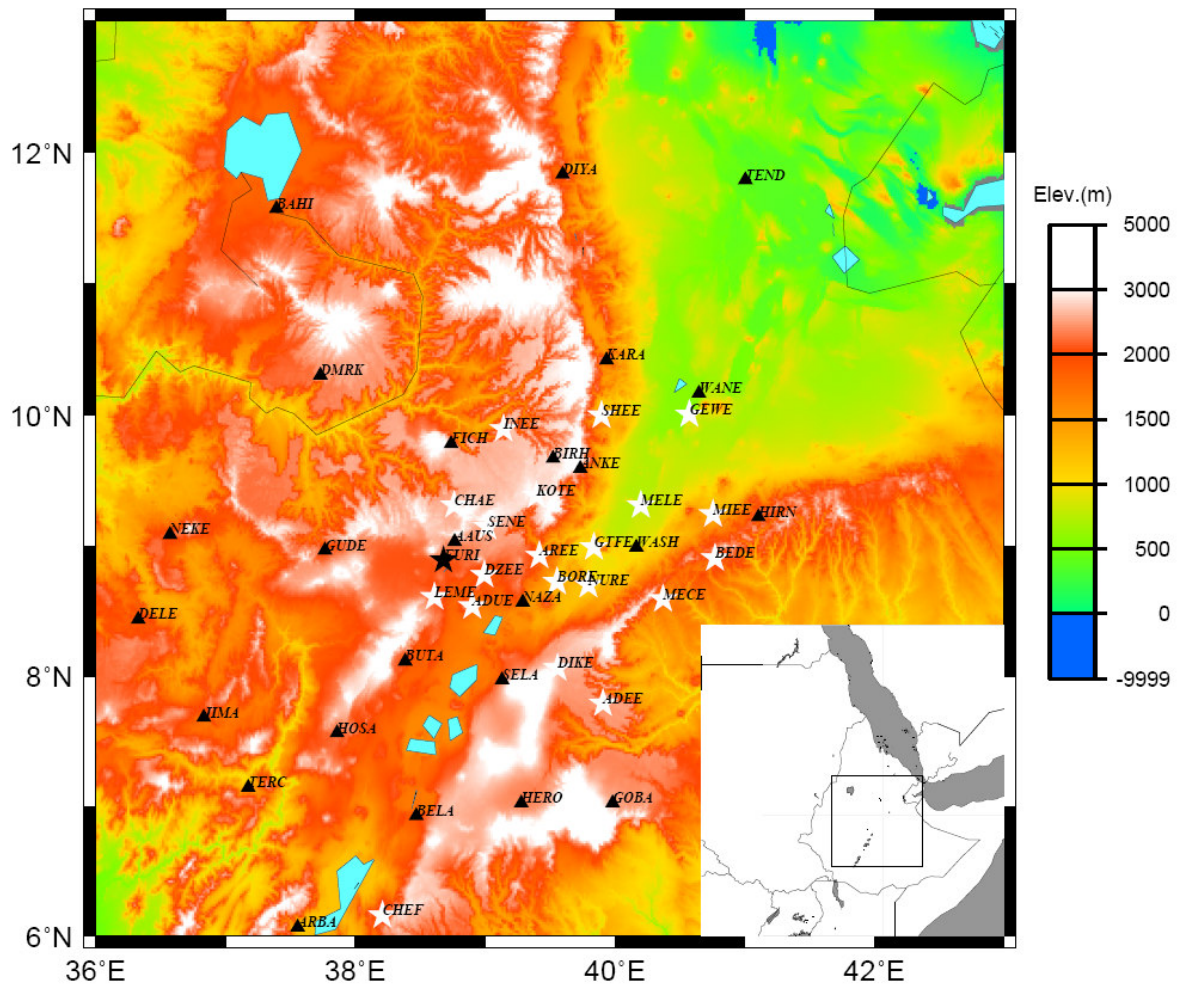 12°N
10°N
8°N
6°N
36°E
38°E
40°E
42°E
DIYA
TEND
BAHI
KARA
DMRK
WANE
SHEE
GEWE
INEE
FICH
BIRH
ANKE
KOTE
CHAE
MELE
SENE
MIEE
HIRN
NEKE
AAUS
GUDE
GTFE
WASH
FURI
AREE
BEDE
DZEE
BORE
NURE
LEME
ADUE
NAZA
MECE
DELE
BUTA
DIKE
SELA
ADEE
JIMA
HOSA
TERC
HERO
GOBA
BELA
CHEF
ARBA
Elev.(m)
5000
3000
2000
1500
1000
500
0
-9999